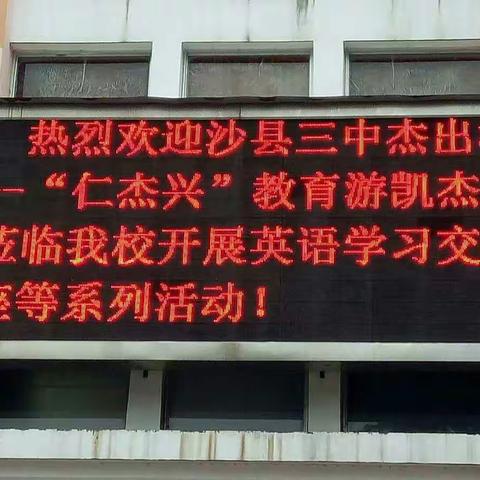 热烈欢迎沙县三中杰出
—“仁杰兴”教育游凯杰
莅临我校开展英语学习交
座等系列活动！